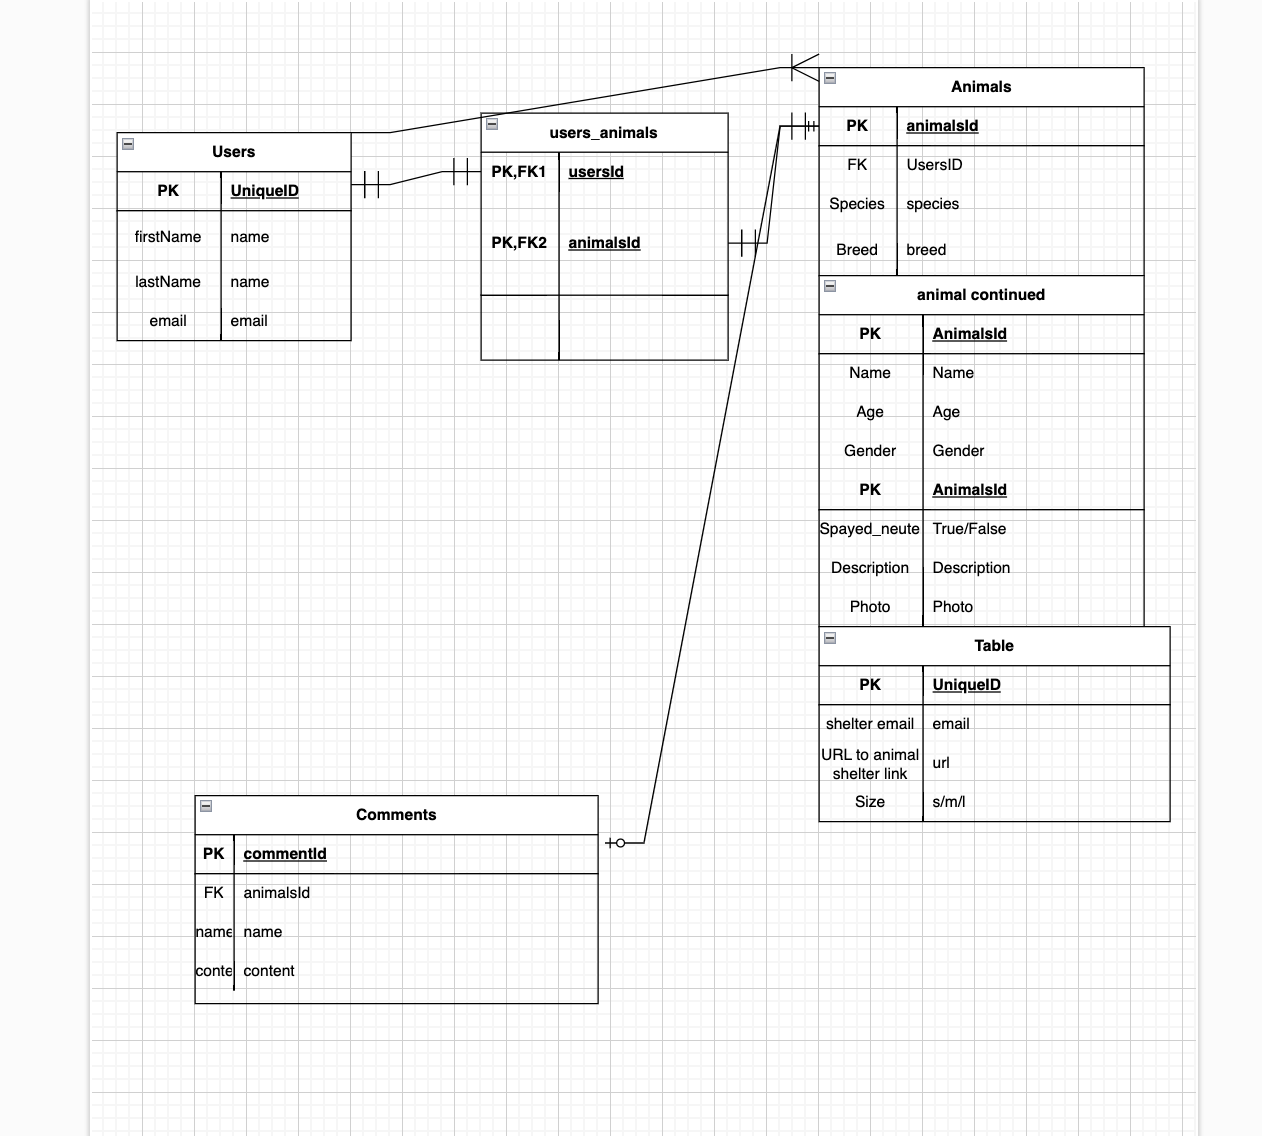 Users
PK UniqueID
firstName name
lastName name
email email
users_animals
PK,FK1 usersId
PK,FK2 animalsId
Animals
PK animalsId
FK UsersID
Species species
Breed breed
animal continued
PK AnimalsId
Name Name
Age Age
Gender Gender
PK AnimalsId
Spayed_neute True/False
Description Description
Photo Photo
Table
PK UniqueID
shelter email email
URL to animal
shelter link url
Size s/m/l
Comments
PK commentId
FK animalsId
name name
conte content